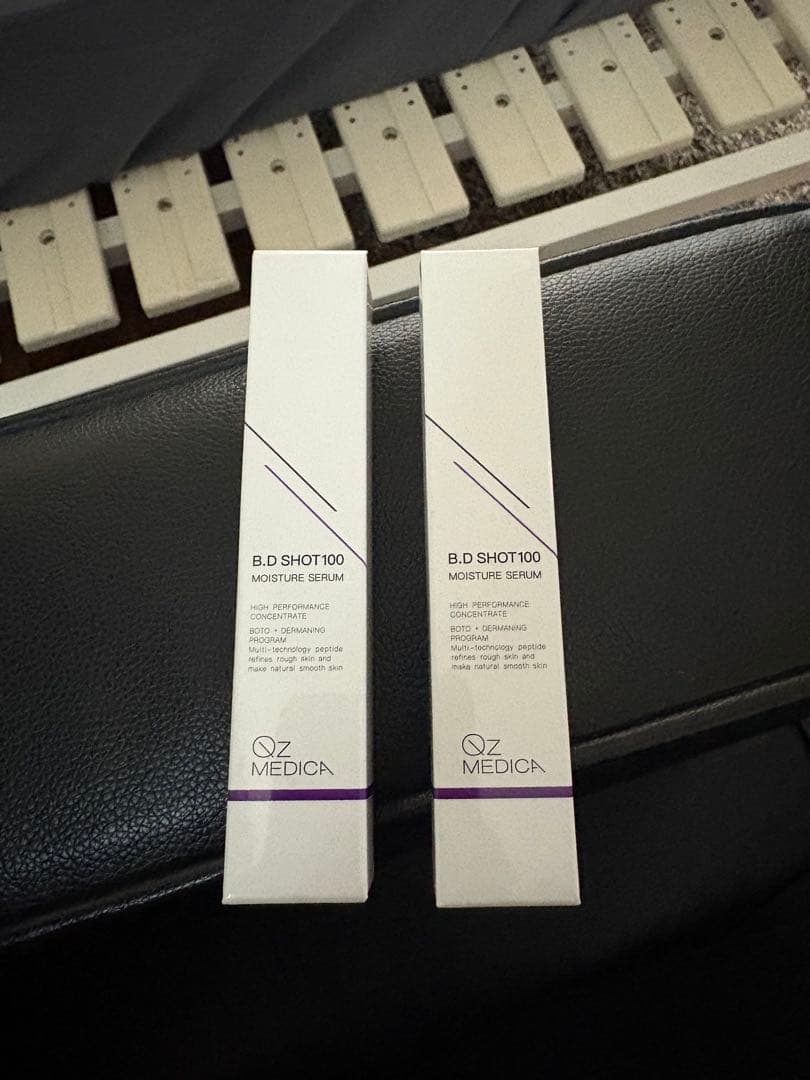 B.D SHOT100
MOISTURE SERUM
HIGH PERFORMANCE
CONCENTRATE
BOTO + DERMANING
PROGRAM
Multi-technology peptide
refines rough skin and
make natural smooth skin
QZ
MEDICA
B.D SHOT100
MOISTURE SERUM
HIGH PERFORMANCE
CONCENTRATE
BOTO + DERMANING
PROGRAM
Multi-technology peptide
refines rough skin and
make natural smooth skin
QZ
MEDICA